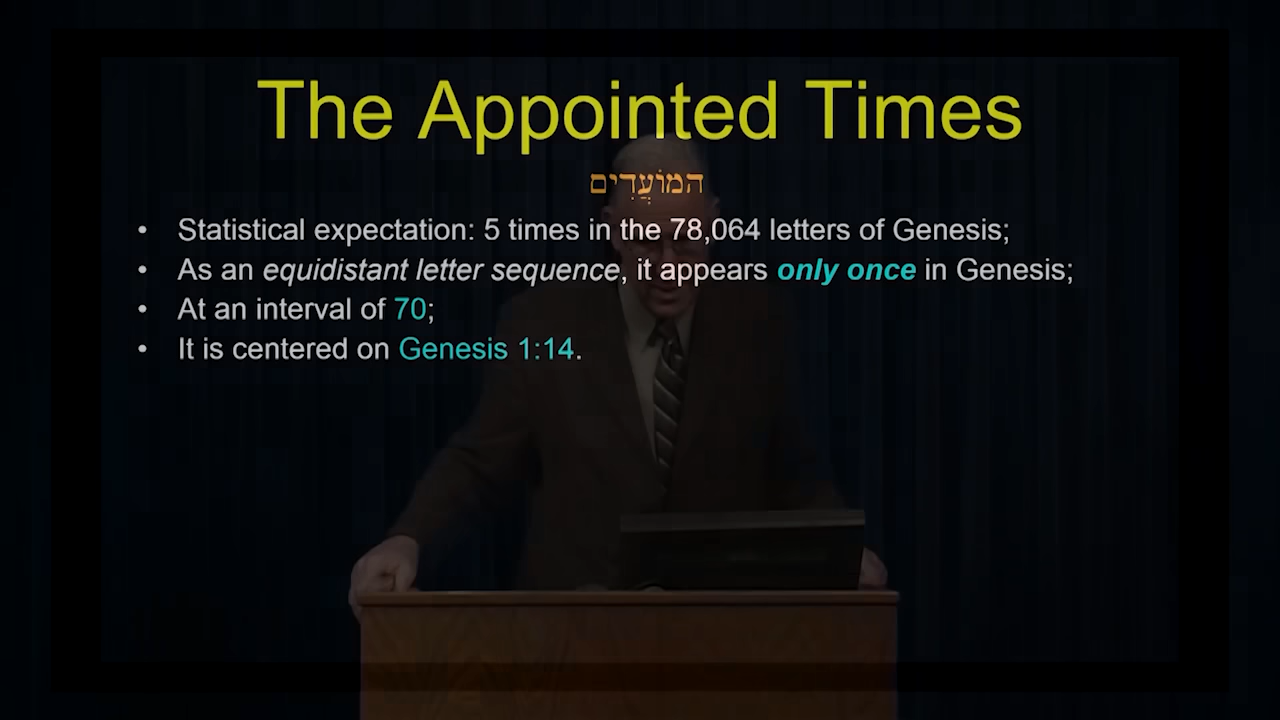 The Appointed Times
המוֹעֲדִים
• Statistical expectation: 5 times in the 78,064 letters of Genesis;
• As an equidistant letter sequence, it appears only once in Genesis;
• At an interval of 70;
• It is centered on Genesis 1:14.